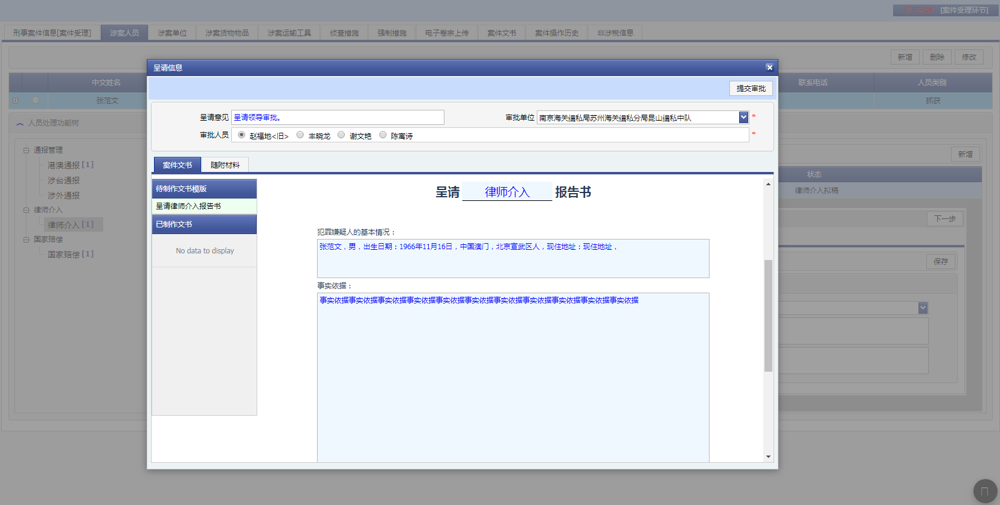 [案件受理环节]
刑事案件信息[案件受理] 涉案人员 涉案单位 涉案货物物品 涉案运输工具 侦查措施 强制措施 电子卷宗上传 案件文书 案件操作历史 非涉税信息
新增 删除 修改
中文姓名 联系电话 人员类别
张范文 抓获
人员处理功能树
通报管理
港澳通报 [1]
涉台通报
涉外通报
律师介入
律师介入 [1]
国家赔偿
国家赔偿 [1]
呈请信息
提交审批
呈请意见 呈请领导审批。 审批单位 南京海关缉私局苏州海关缉私分局昆山缉私中队 *
审批人员 赵福地<旧> 丰晓龙 谢文艳 陈寓诗 *
案件文书 随附材料
待制作文书模版
呈请律师介入报告书
已制作文书
No data to display
呈请 律师介入 报告书
犯罪嫌疑人的基本情况：
张范文，男，出生日期：1966年11月16日，中国澳门，北京宣武区人，现住地址：现住地址，
事实依据：
事实依据事实依据事实依据事实依据事实依据事实依据事实依据事实依据事实依据事实依据事实依据
新增
状态
律师介入拟稿
下一步
保存